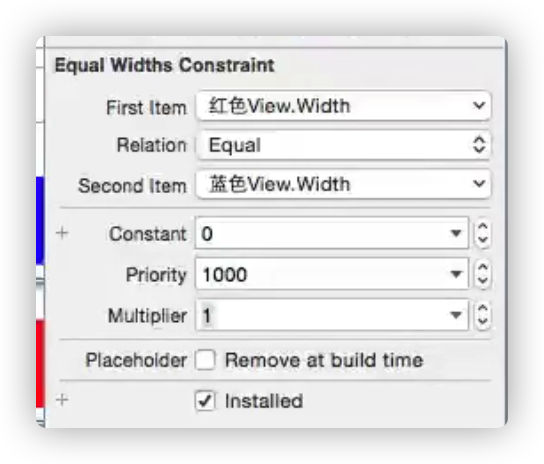 Equal Widths Constraint
First Item 红色View.Width
Relation Equal
Second Item 蓝色View.Width
+ Constant 0
Priority 1000
Multiplier 1
Placeholder Remove at build time
+ Installed